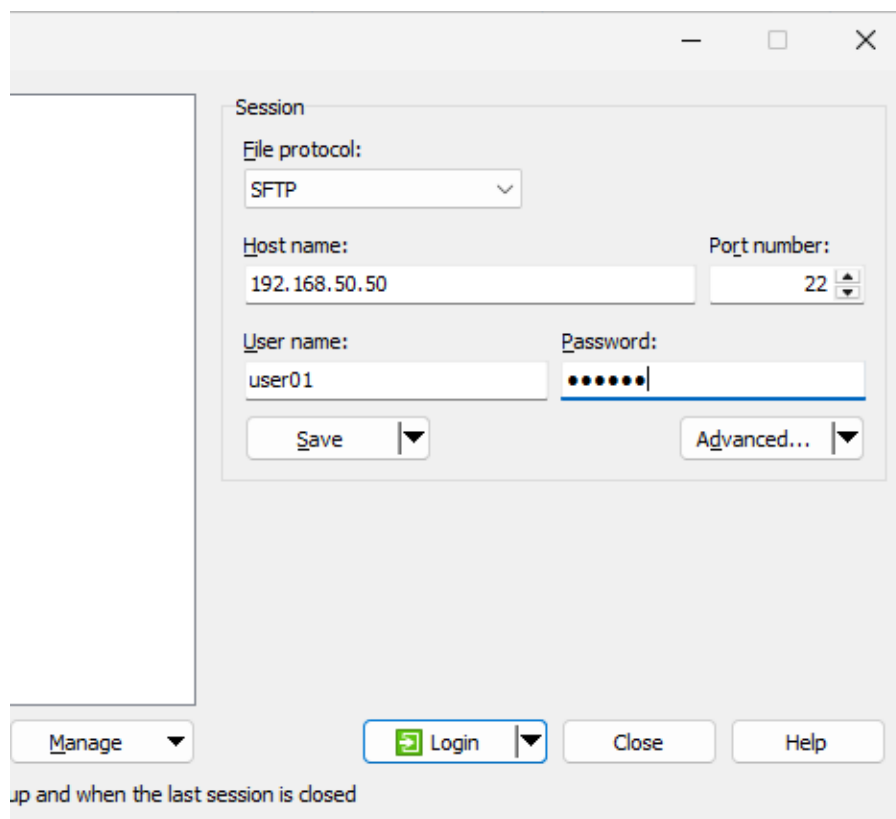 Session
File protocol:
SFTP
Host name: Port number:
192.168.50.50 22
User name: Password:
user01 ••••••
Save Advanced...
Manage Login Close Help
up and when the last session is closed